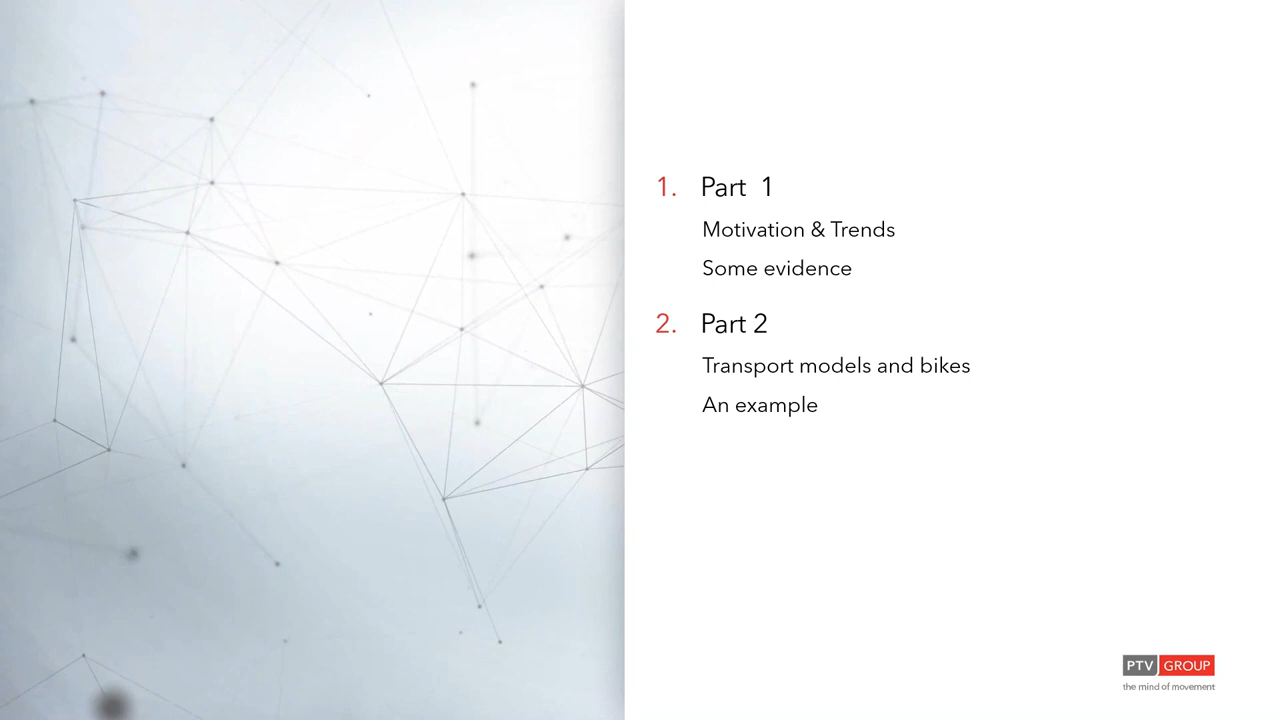 1. Part 1
Motivation & Trends
Some evidence
2. Part 2
Transport models and bikes
An example
PTV GROUP
the mind of movement